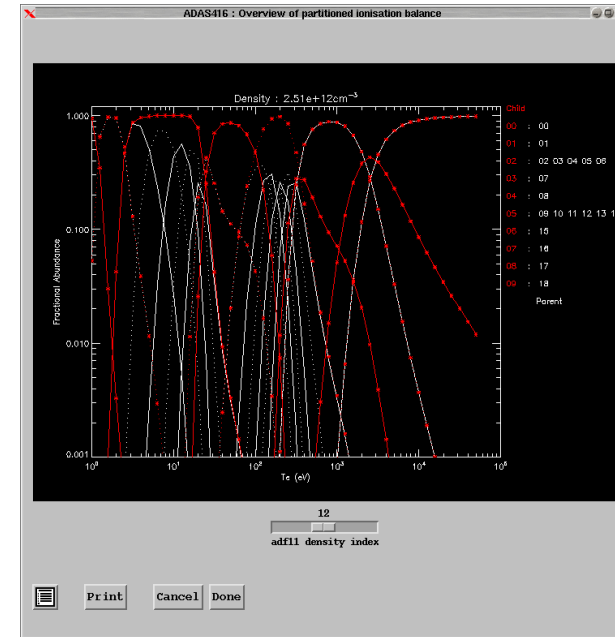 ADAS416 : Overview of partitioned ionisation balance
Density : 2.51e+12cm⁻³
Child
00 : 00
01 : 01
02 : 02 03 04 05 06
03 : 07
04 : 08
05 : 09 10 11 12 13 1
06 : 15
07 : 16
08 : 17
09 : 18
Parent
Fractional Abundance
1.000
0.100
0.010
0.001
10⁰ 10¹ 10² 10³ 10⁴ 10⁵
Te (eV)
12
adf11 density index
Print Cancel Done